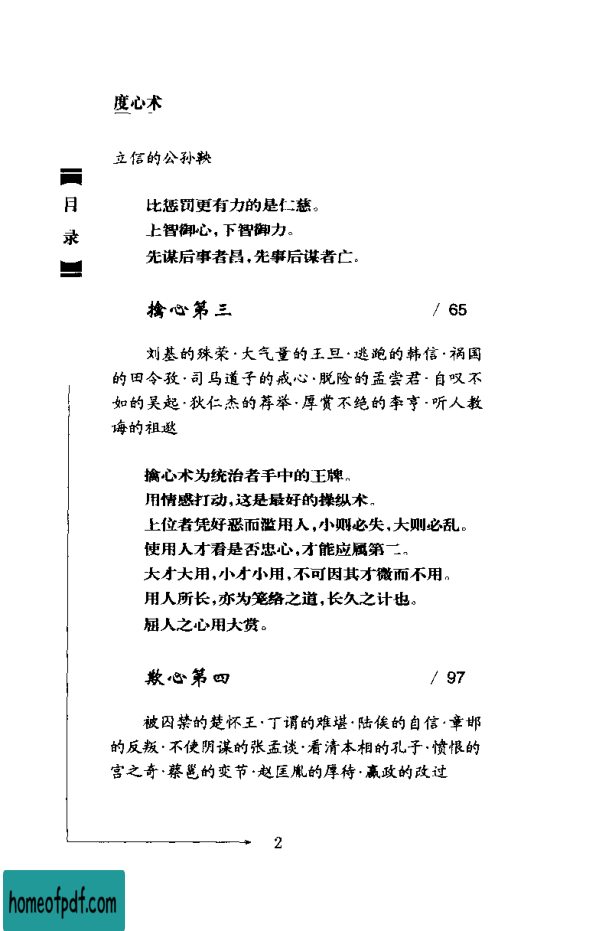 度心术
立信的公孙鞅
目
录
比惩罚更有力的是仁慈。
上智御心,下智御力。
先谋后事者昌,先事后谋者亡。
擒心第三 / 65
刘基的殊荣·大气量的王旦·逃跑的韩信·祸国
的田令孜·司马道子的戒心·脱险的孟尝君·自叹不
如的吴起·狄仁杰的荐举·厚赏不绝的李亨·听人教
诲的祖逖
擒心术为统治者手中的王牌。
用情感打动,这是最好的操纵术。
上位者凭好恶而滥用人,小则必失,大则必乱。
使用人才看是否忠心,才能应属第二。
大才大用,小才小用,不可因其才微而不用。
用人所长,亦为笼络之道,长久之计也。
屈人之心用大赏。
欺心第四 / 97
被囚禁的楚怀王·丁谓的难堪·陆俟的自信·章邯
的反叛·不使阴谋的张孟谈·看清本相的孔子·愤恨的
宫之奇·蔡邕的变节·赵匡胤的厚待·嬴政的改过
2
homeofpdf.com